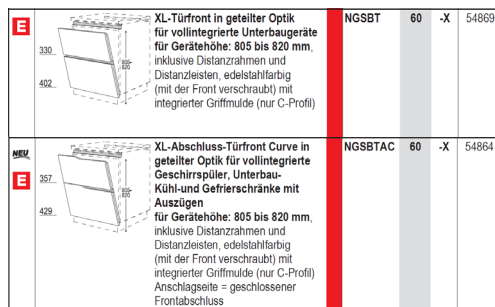 E
330
402
805-
820
XL-Türfront in geteilter Optik
für vollintegrierte Unterbaugeräte
für Gerätehöhe: 805 bis 820 mm,
inklusive Distanzrahmen und
Distanzleisten, edelstahlfarbig
(mit der Front verschraubt) mit
integrierter Griffmulde (nur C-Profil)
NGSBT 60 -X 54869
NEU
E
357
429
805-
820
XL-Abschluss-Türfront Curve in
geteilter Optik für vollintegrierte
Geschirrspüler, Unterbau-
Kühl-und Gefrierschränke mit
Auszügen
für Gerätehöhe: 805 bis 820 mm,
inklusive Distanzrahmen und
Distanzleisten, edelstahlfarbig
(mit der Front verschraubt) mit
integrierter Griffmulde (nur C-Profil)
Anschlagseite = geschlossener
Frontabschluss
NGSBTAC 60 -X 54864